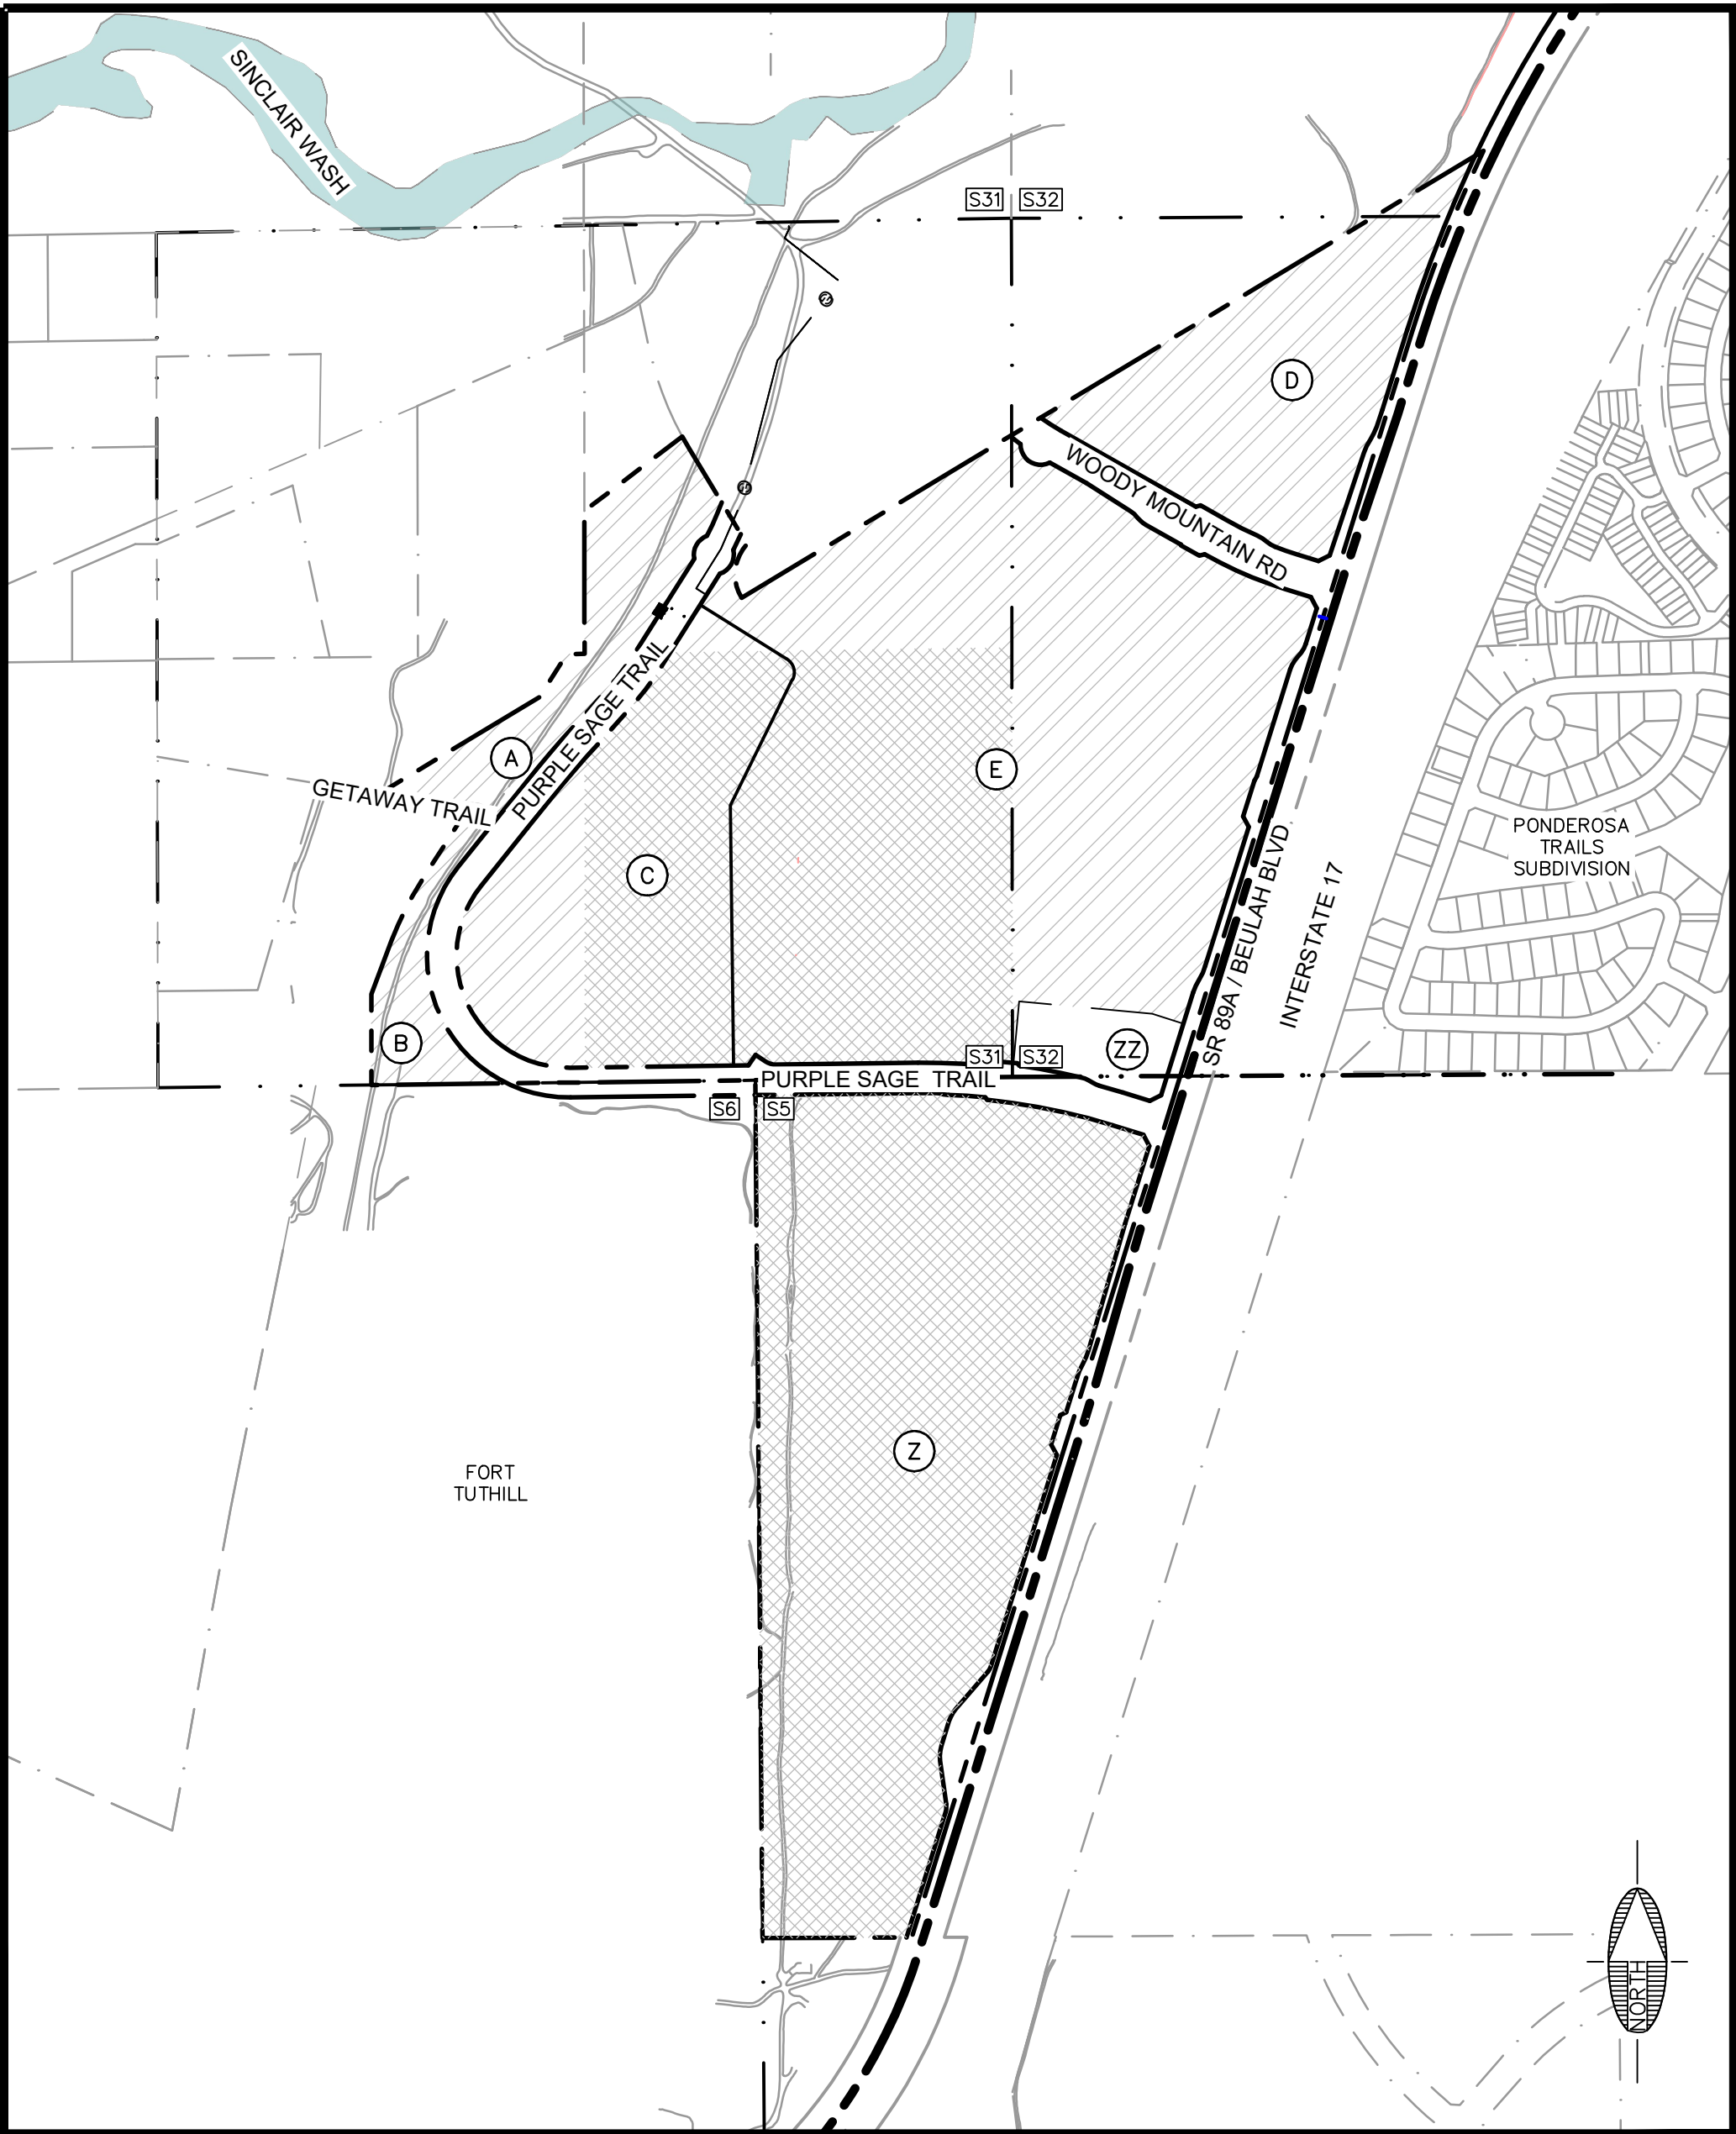 SINCLAIR WASH
S31
S32
D
WOODY MOUNTAIN RD
PURPLE SAGE TRAIL
A
E
GETAWAY TRAIL
C
PONDEROSA
TRAILS
SUBDIVISION
SR 89A / BEULAH BLVD
INTERSTATE 17
B
S31
S32
ZZ
PURPLE SAGE TRAIL
S6
S5
Z
FORT
TUTHILL
NORTH